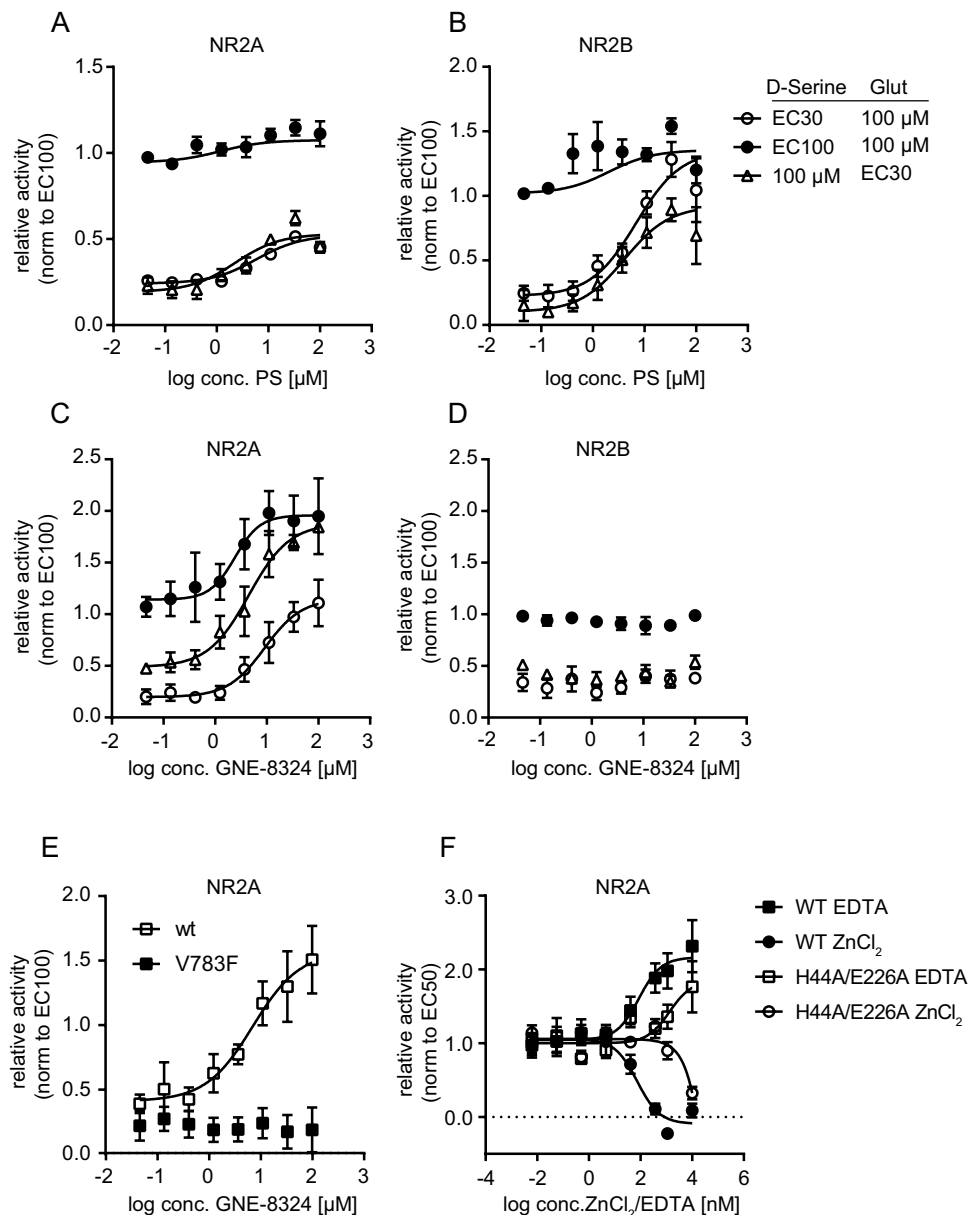 A
NR2A
1.5
1.0
0.5
0.0
relative activity
(norm to EC100)
-2 -1 0 1 2 3
log conc. PS [µM]
B
NR2B
2.0
1.5
1.0
0.5
0.0
relative activity
(norm to EC100)
-2 -1 0 1 2 3
log conc. PS [µM]
D-Serine Glut
EC30 100 µM
EC100 100 µM
100 µM EC30
C
NR2A
2.5
2.0
1.5
1.0
0.5
0.0
relative activity
(norm to EC100)
-2 -1 0 1 2 3
log conc. GNE-8324 [µM]
D
NR2B
2.5
2.0
1.5
1.0
0.5
0.0
relative activity
(norm to EC100)
-2 -1 0 1 2 3
log conc. GNE-8324 [µM]
E
NR2A
2.0
1.5
1.0
0.5
0.0
relative activity
(norm to EC100)
wt
V783F
-2 -1 0 1 2 3
log conc. GNE-8324 [µM]
F
NR2A
3.0
2.0
1.0
0.0
relative activity
(norm to EC50)
-4 -2 0 2 4 6
log conc.ZnCl₂/EDTA [nM]
WT EDTA
WT ZnCl₂
H44A/E226A EDTA
H44A/E226A ZnCl₂